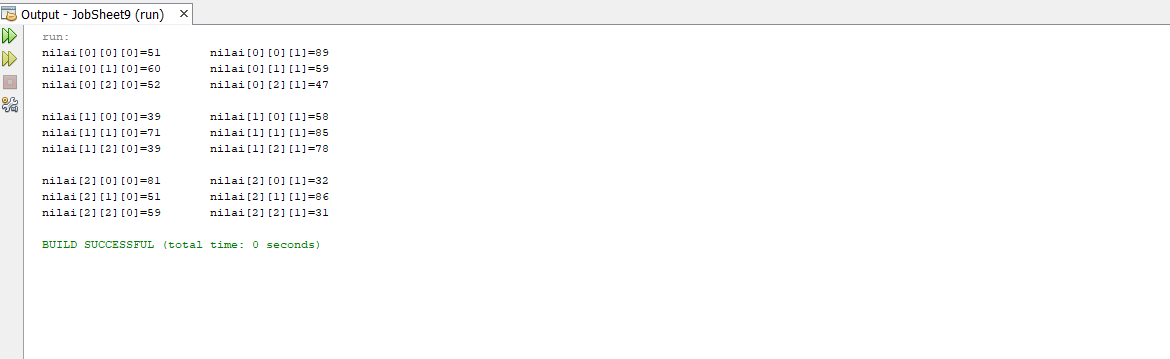 Output - JobSheet9 (run) ×
run:
nilai[0][0][0]=51 nilai[0][0][1]=89
nilai[0][1][0]=60 nilai[0][1][1]=59
nilai[0][2][0]=52 nilai[0][2][1]=47
nilai[1][0][0]=39 nilai[1][0][1]=58
nilai[1][1][0]=71 nilai[1][1][1]=85
nilai[1][2][0]=39 nilai[1][2][1]=78
nilai[2][0][0]=81 nilai[2][0][1]=32
nilai[2][1][0]=51 nilai[2][1][1]=86
nilai[2][2][0]=59 nilai[2][2][1]=31
BUILD SUCCESSFUL (total time: 0 seconds)